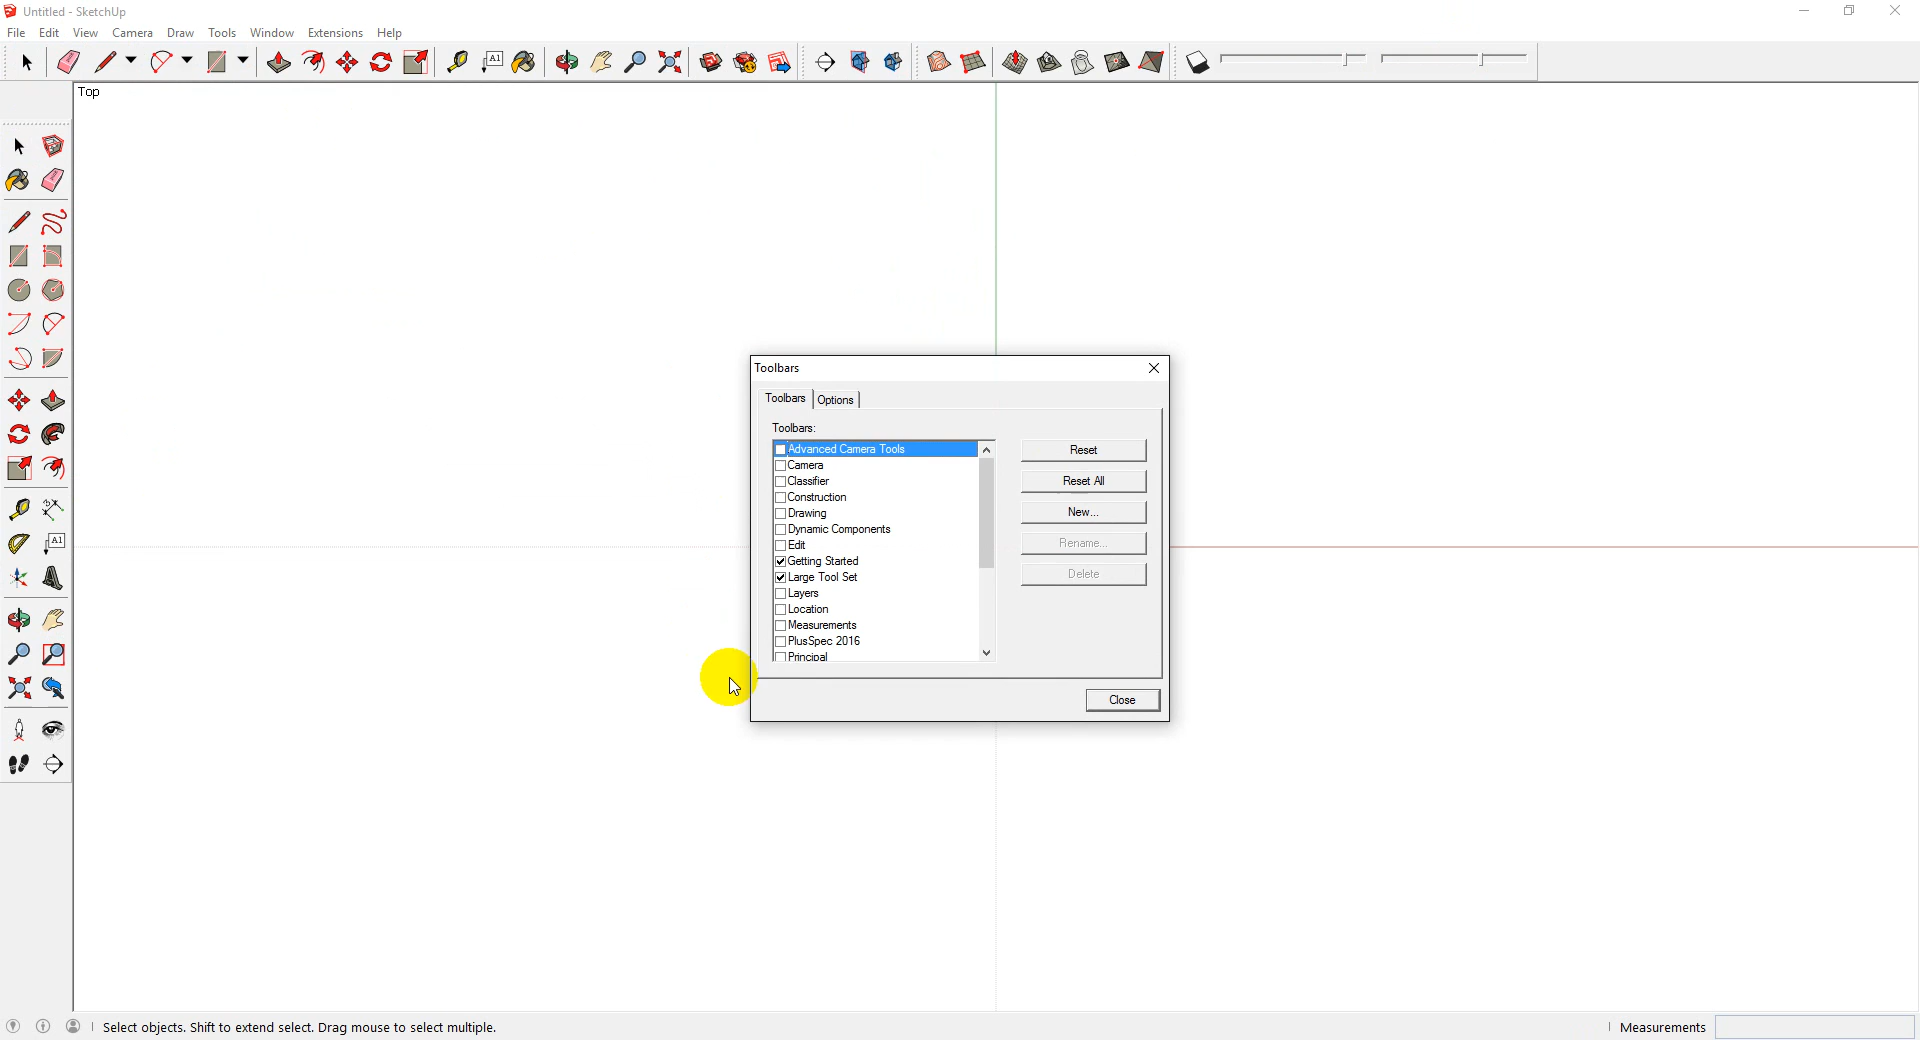 Untitled - SketchUp
File Edit View Camera Draw Tools Window Extensions Help
A1
Top
A1
Toolbars
Toolbars Options
Toolbars:
Advanced Camera Tools
Camera
Classifier
Construction
Drawing
Dynamic Components
Edit
Getting Started
Large Tool Set
Layers
Location
Measurements
PlusSpec 2016
Principal
Reset
Reset All
New...
Rename...
Delete
Close
Select objects. Shift to extend select. Drag mouse to select multiple.
Measurements